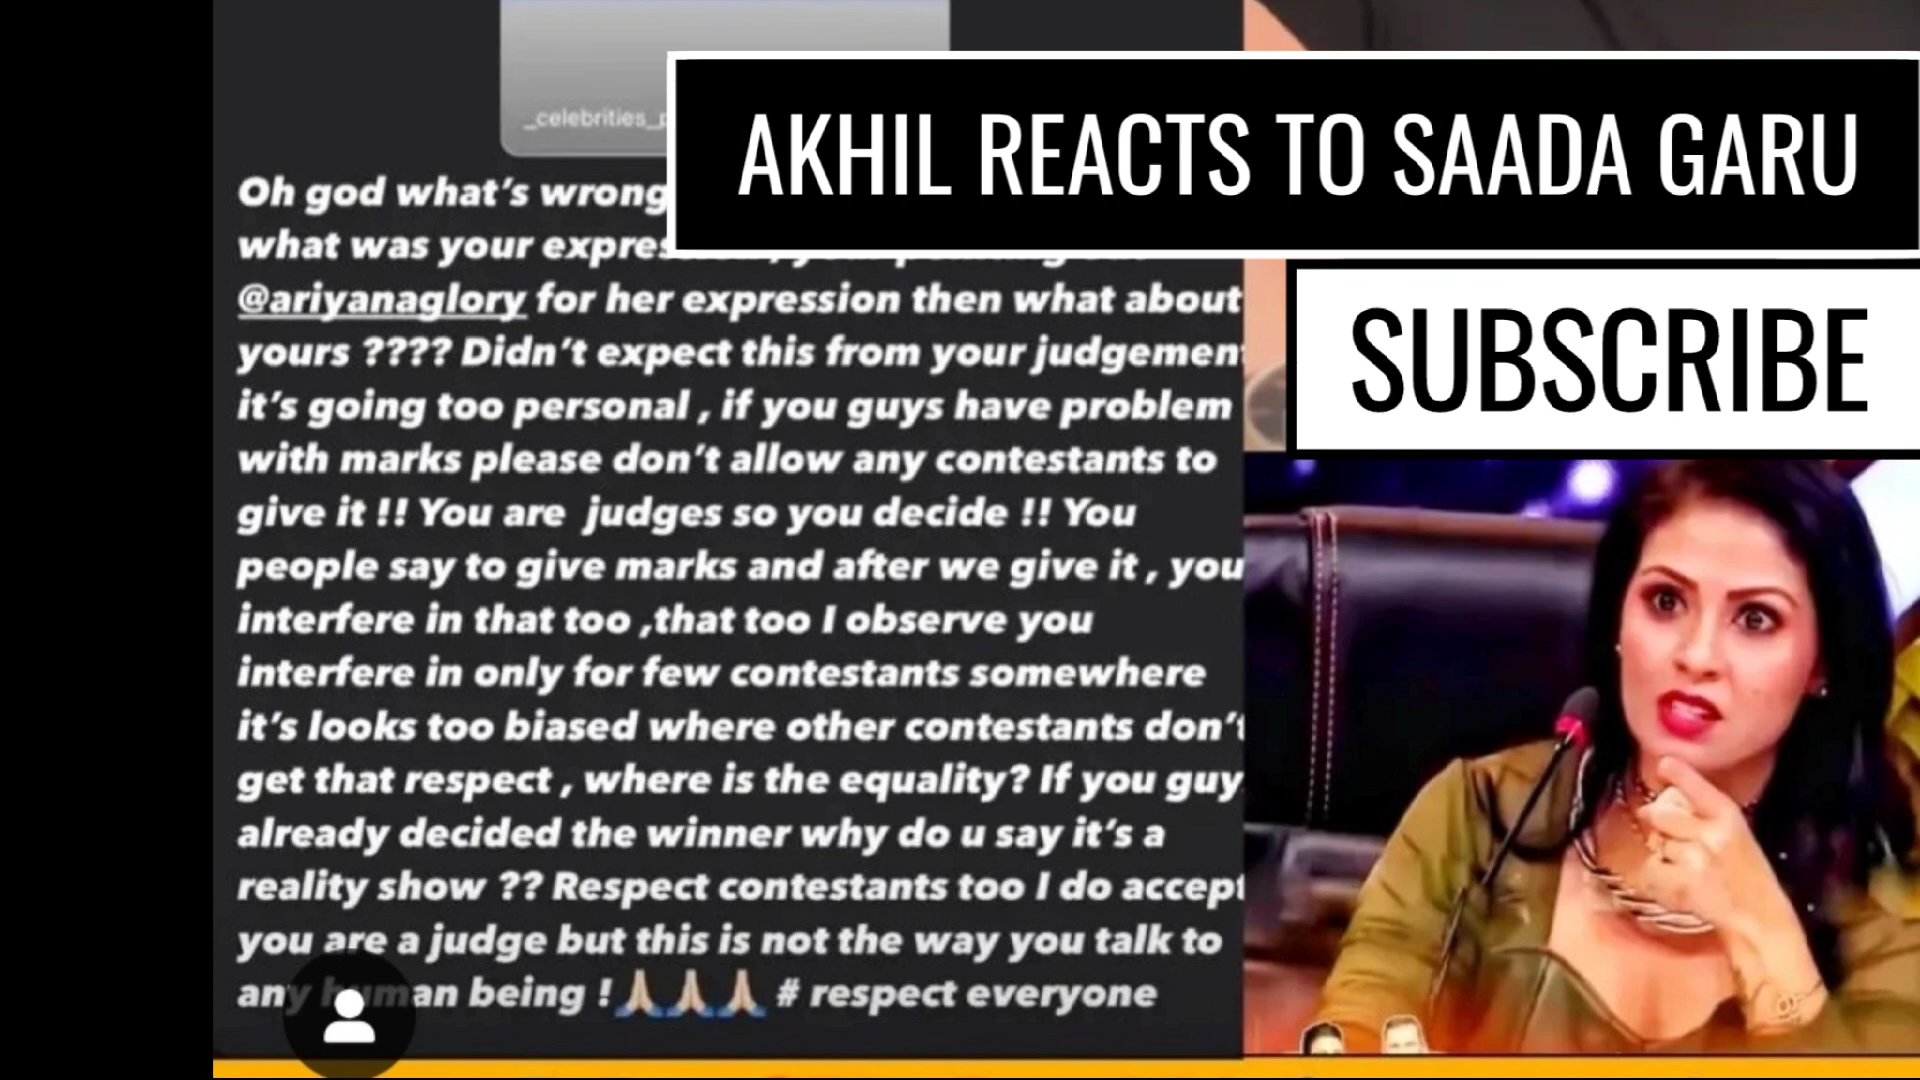 _celebrities_p
AKHIL REACTS TO SAADA GARU
SUBSCRIBE
Oh god what's wrong
what was your expres
@ariyanaglory for her expression then what about
yours ???? Didn't expect this from your judgement
it's going too personal , if you guys have problem
with marks please don't allow any contestants to
give it !! You are judges so you decide !! You
people say to give marks and after we give it , you
interfere in that too ,that too I observe you
interfere in only for few contestants somewhere
it's looks too biased where other contestants don't
get that respect , where is the equality? If you guy
already decided the winner why do u say it's a
reality show ?? Respect contestants too I do accept
you are a judge but this is not the way you talk to
any human being ! 🙏🙏🙏 # respect everyone